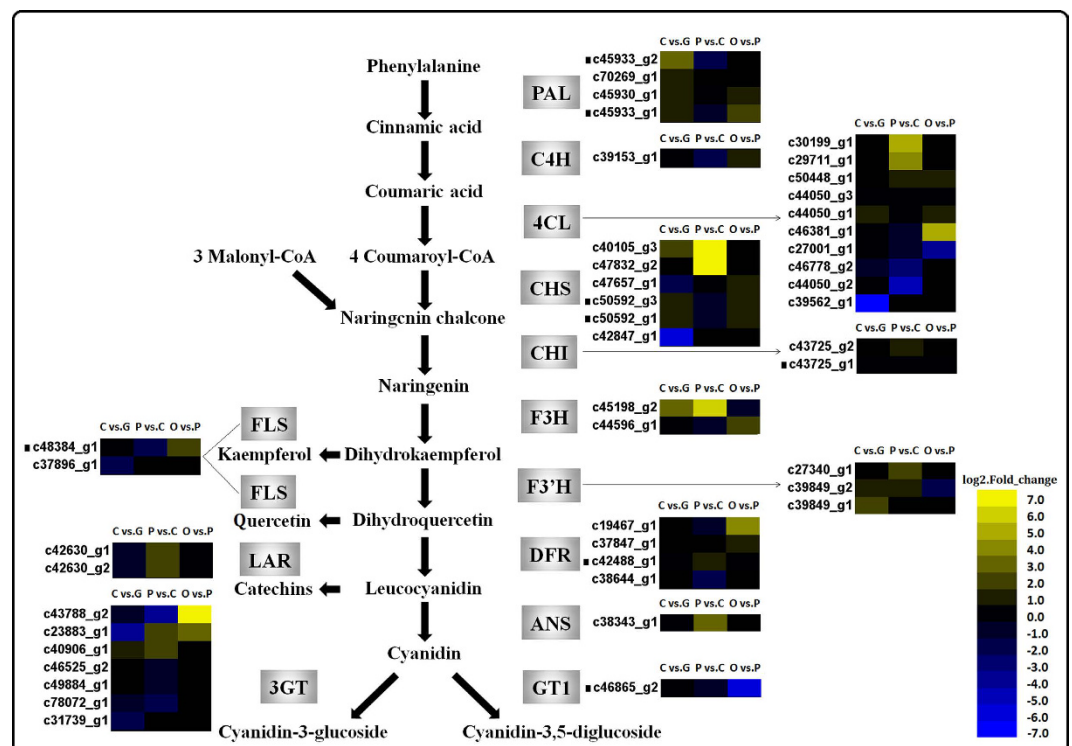 Phenylalanine
Cinnamic acid
Coumaric acid
3 Malonyl-CoA
4 Coumaroyl-CoA
Naringcnin chalcone
Naringenin
FLS
Kaempferol
Dihydrokaempferol
FLS
Quercetin
Dihydroquercetin
LAR
Catechins
Leucocyanidin
Cyanidin
3GT
Cyanidin-3-glucoside
Cyanidin-3,5-diglucoside
C vs.G P vs.C O vs.P
c48384_g1
c37896_g1
C vs.G P vs.C O vs.P
c42630_g1
c42630_g2
C vs.G P vs.C O vs.P
c43788_g2
c23883_g1
c40906_g1
c46525_g2
c49884_g1
c78072_g1
c31739_g1
PAL
C vs.G P vs.C O vs.P
c45933_g2
c70269_g1
c45930_g1
c45933_g1
C4H
C vs.G P vs.C O vs.P
c39153_g1
4CL
C vs.G P vs.C O vs.P
c30199_g1
c29711_g1
c50448_g1
c44050_g3
c44050_g1
c46381_g1
c27001_g1
c46778_g2
c44050_g2
c39562_g1
CHS
C vs.G P vs.C O vs.P
c40105_g3
c47832_g2
c47657_g1
c50592_g3
c50592_g1
c42847_g1
CHI
C vs.G P vs.C O vs.P
c43725_g2
c43725_g1
F3H
C vs.G P vs.C O vs.P
c45198_g2
c44596_g1
F3’H
C vs.G P vs.C O vs.P
c27340_g1
c39849_g2
c39849_g1
DFR
C vs.G P vs.C O vs.P
c19467_g1
c37847_g1
c42488_g1
c38644_g1
ANS
C vs.G P vs.C O vs.P
c38343_g1
GT1
C vs.G P vs.C O vs.P
c46865_g2
log2.Fold_change
7.0
6.0
5.0
4.0
3.0
2.0
1.0
0.0
-1.0
-2.0
-3.0
-4.0
-5.0
-6.0
-7.0